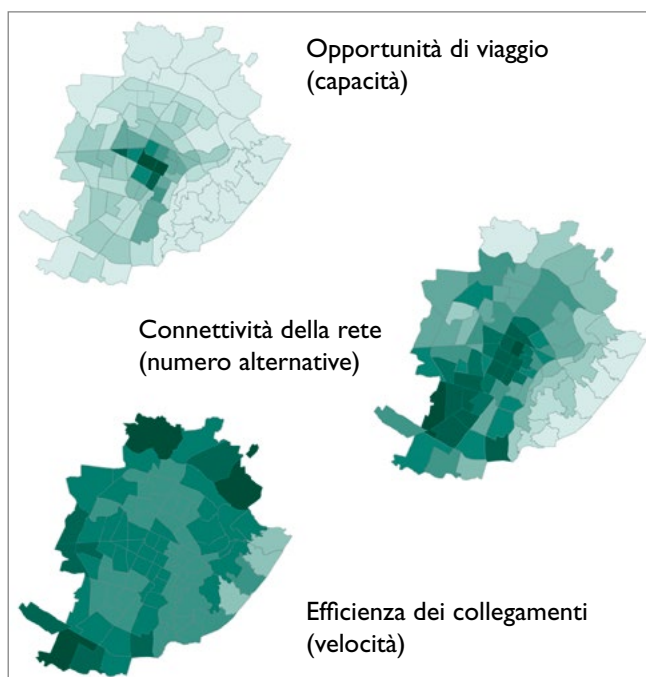 Opportunità di viaggio
(capacità)
Connettività della rete
(numero alternative)
Efficienza dei collegamenti
(velocità)